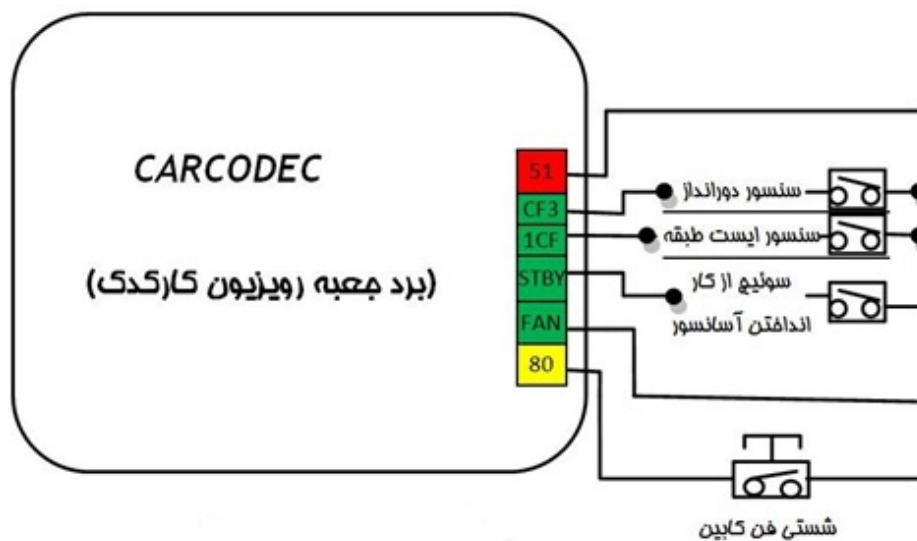 CARCODEC
(برد جعبه رویزیون کارکدک)
51
CF3
1CF
STBY
FAN
80
سنسور دورانداز
سنسور ایست طبقه
سوئیچ از کار
انداختن آسانسور
شستی فن کابین